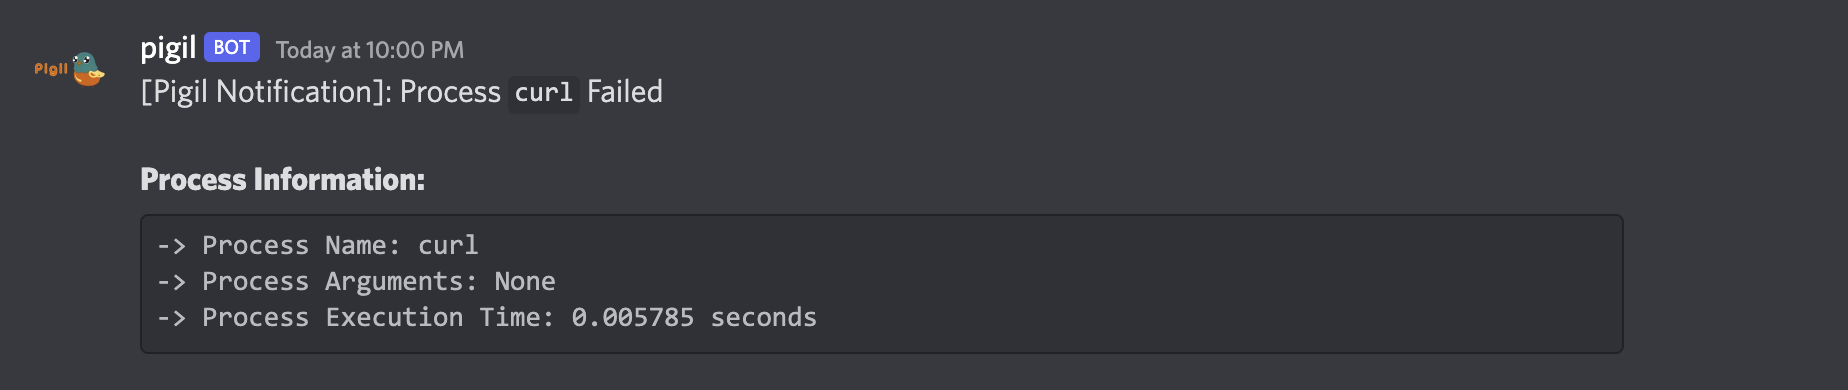 Pigil
pigil BOT Today at 10:00 PM
[Pigil Notification]: Process curl Failed
Process Information:
-> Process Name: curl
-> Process Arguments: None
-> Process Execution Time: 0.005785 seconds